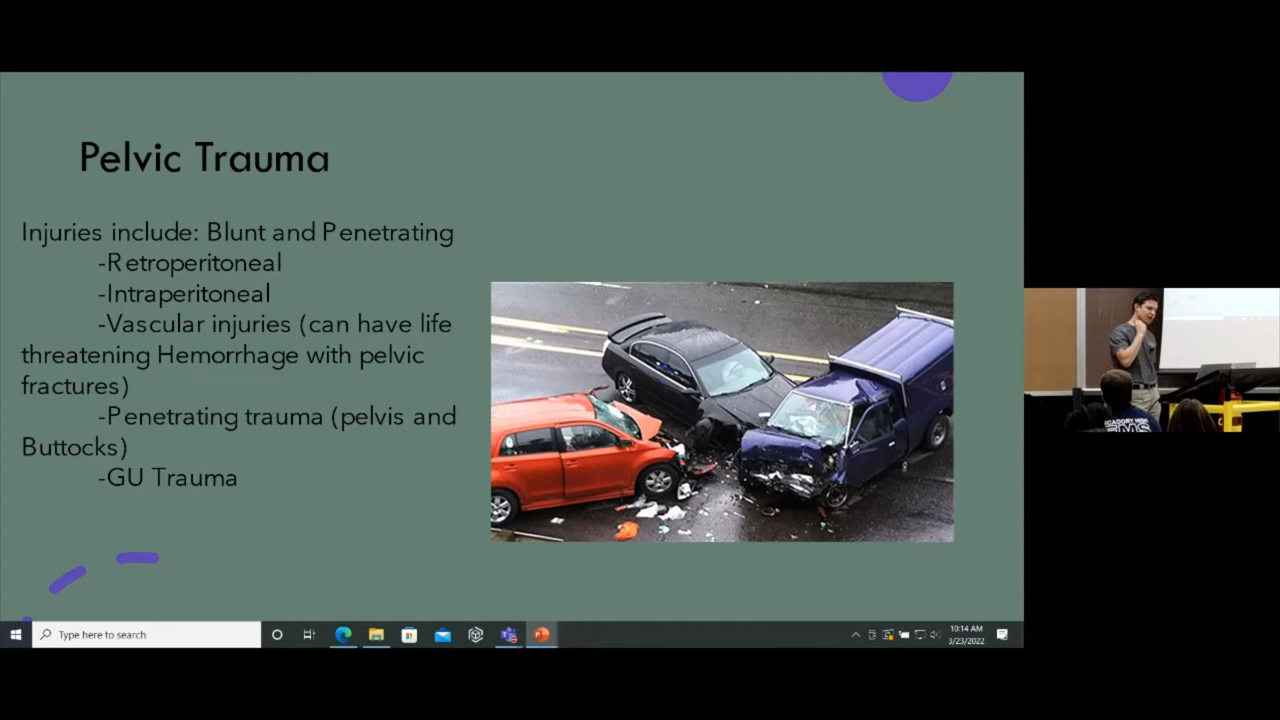 Pelvic Trauma
Injuries include: Blunt and Penetrating
-Retroperitoneal
-Intraperitoneal
-Vascular injuries (can have life
threatening Hemorrhage with pelvic
fractures)
-Penetrating trauma (pelvis and
Buttocks)
-GU Trauma
Type here to search
10:14 AM
3/23/2022
EMS